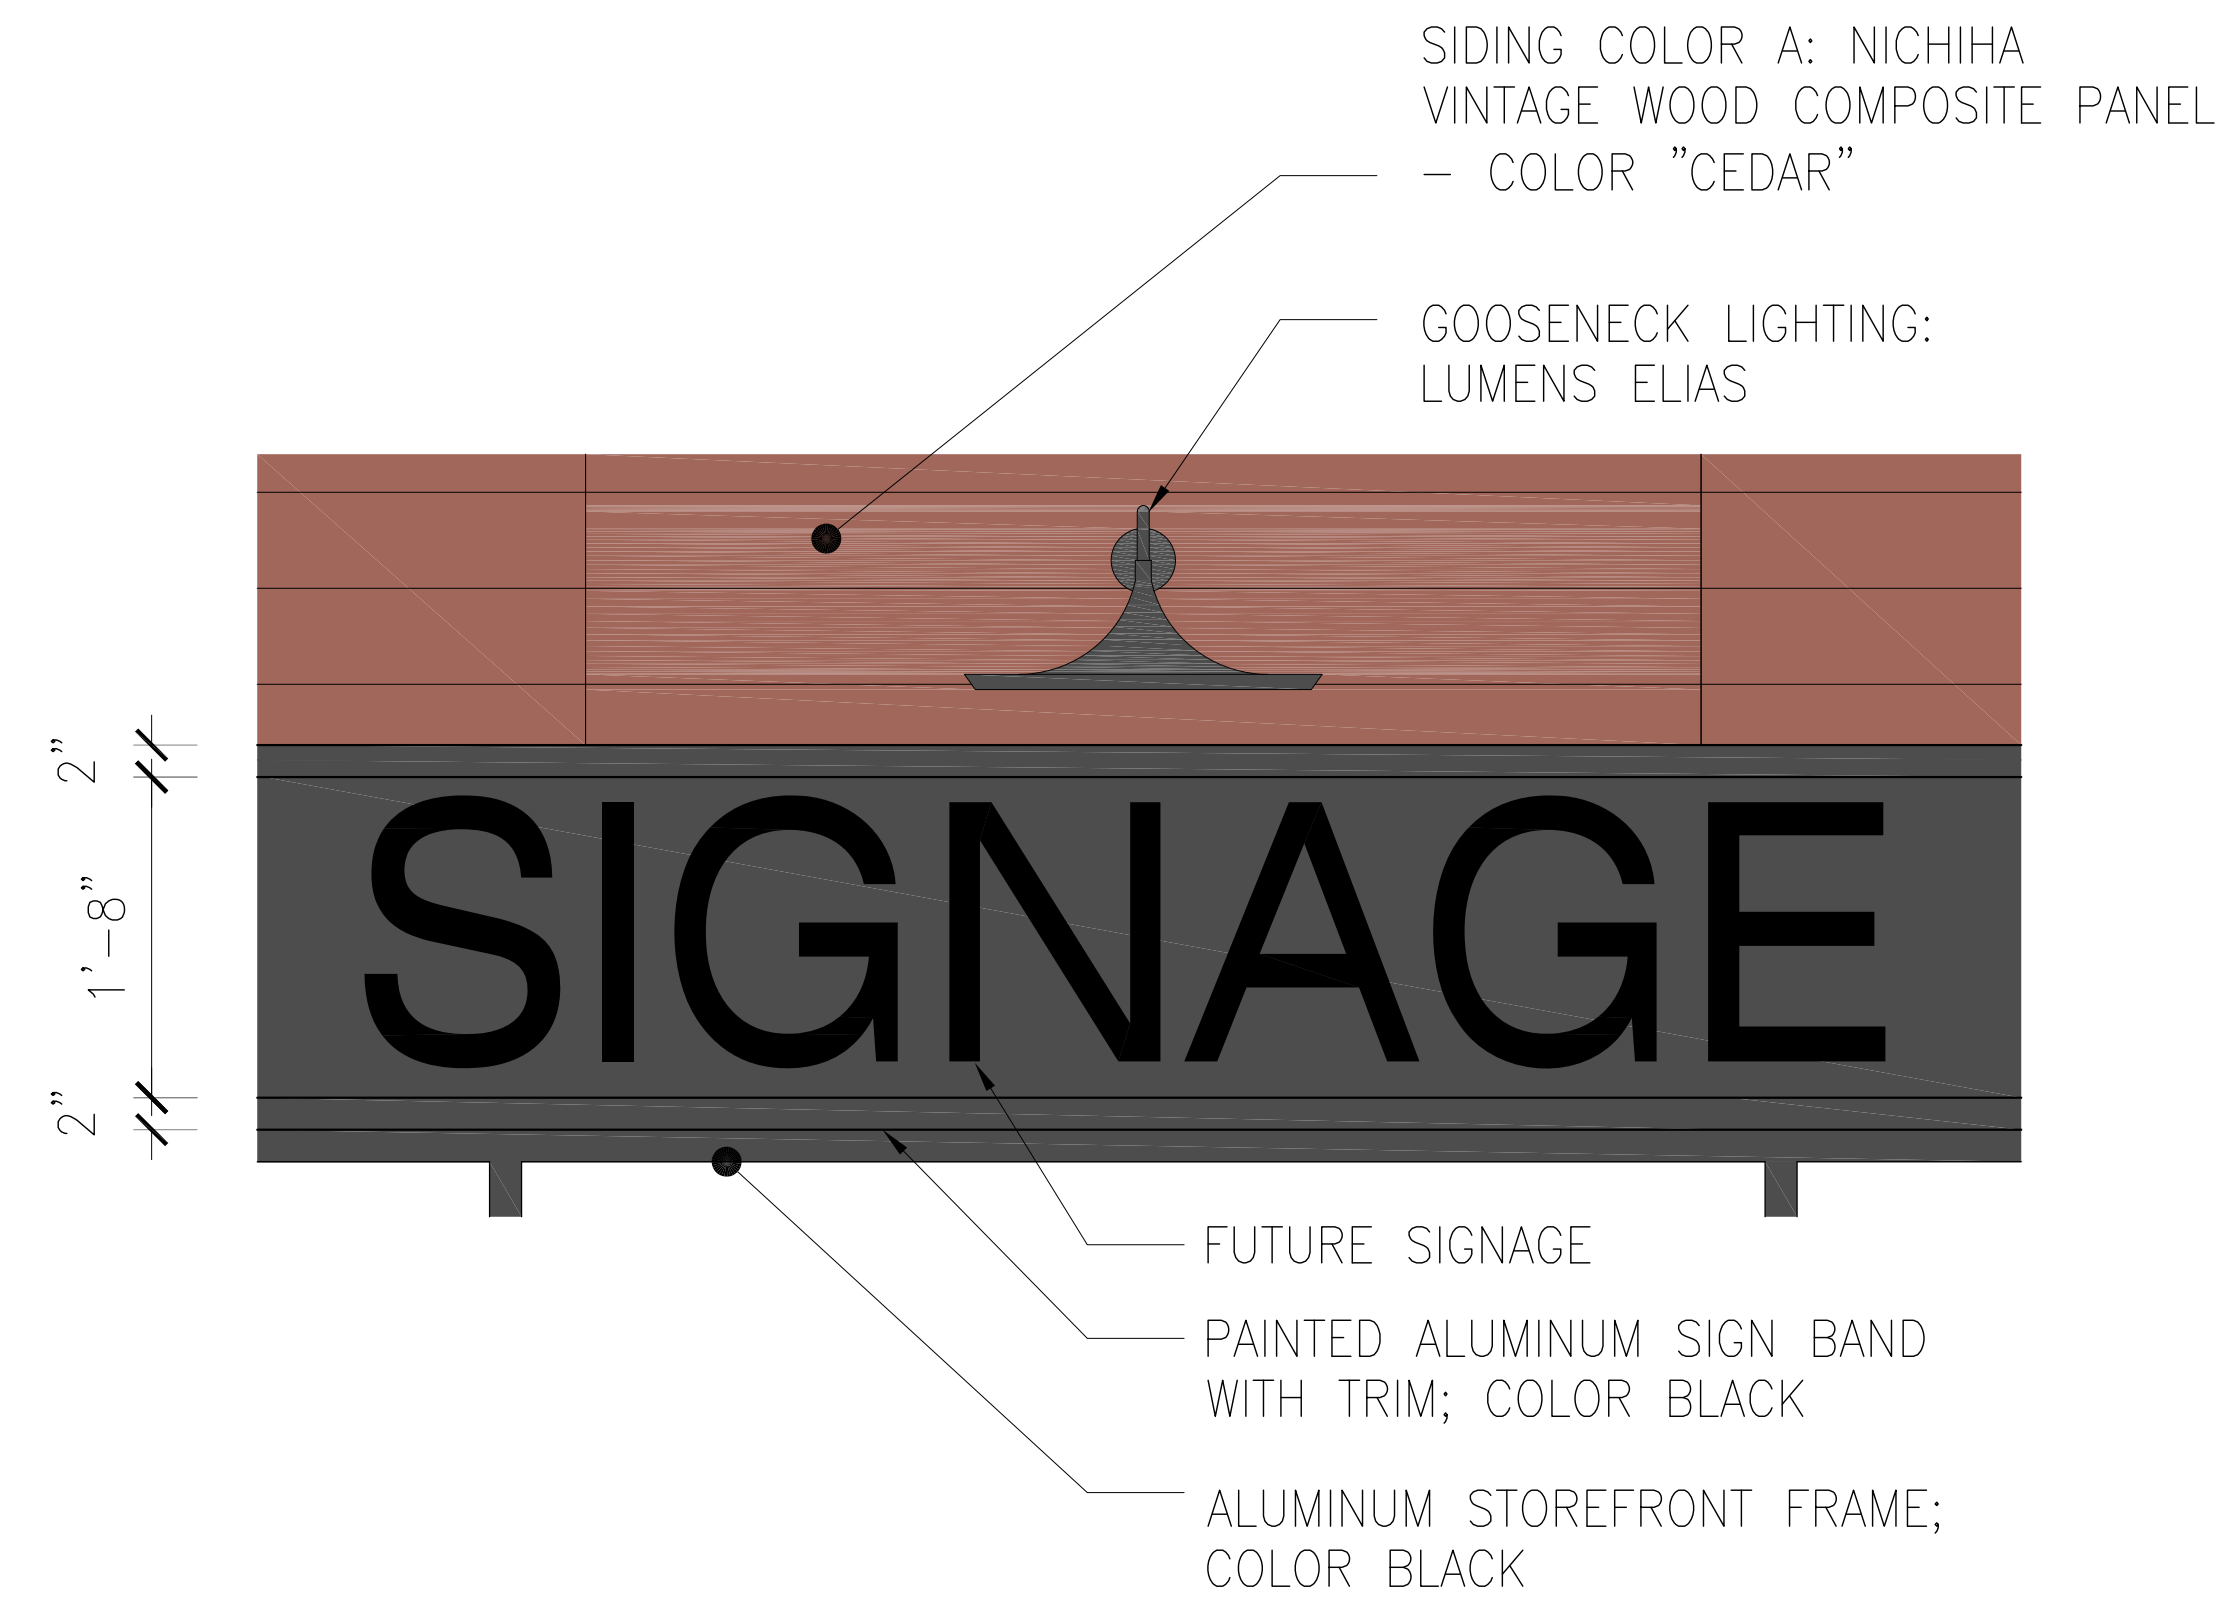 SIDING COLOR A: NICHIHA
VINTAGE WOOD COMPOSITE PANEL
- COLOR "CEDAR"
GOOSENECK LIGHTING:
LUMENS ELIAS
2"
1'-8"
2"
SIGNAGE
FUTURE SIGNAGE
PAINTED ALUMINUM SIGN BAND
WITH TRIM; COLOR BLACK
ALUMINUM STOREFRONT FRAME;
COLOR BLACK